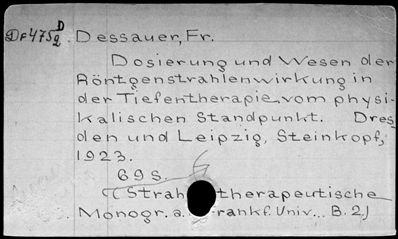 Df 475 D/2 Dessauer, Fr.
Dosierung und Wesen der
Röntgenstrahlenwirkung in
der Tiefentherapie vom physi-
kalischen Standpunkt. Dres-
den und Leipzig, Steinkopf,
1923.
69 S.
(Strah therapeutische
Monogr. a. Frankf. Univ... B. 2)